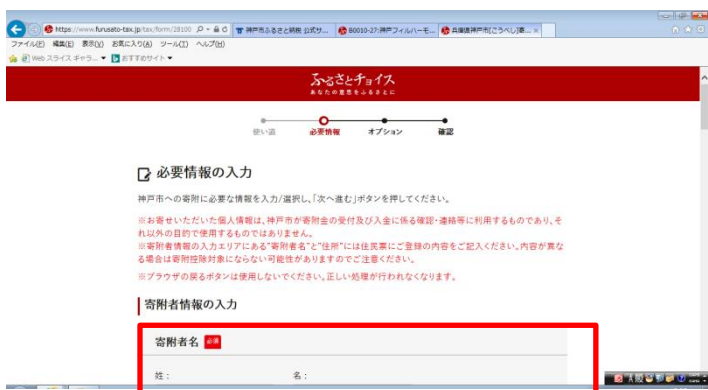 https://www.furusato-tax.jp/tax/form/28100
神戸市ふるさと納税 公式サ...
B0010-27:神戸フィルハーモ...
兵庫県神戸市[こうべし]寄...
ファイル(F) 編集(E) 表示(V) お気に入り(A) ツール(T) ヘルプ(H)
Web スライス ギャラ... おすすめサイト
ふるさとチョイス
あなたの意思をふるさとに
使い道 必要情報 オプション 確認
必要情報の入力
神戸市への寄附に必要な情報を入力/選択し、「次へ進む」ボタンを押してください。
※お寄せいただいた個人情報は、神戸市が寄附金の受付及び入金に係る確認・連絡等に利用するものであり、そ
れ以外の目的で使用するものではありません。
※寄附者情報の入力エリアにある"寄附者名"と"住所"には住民票にご登録の内容をご記入ください。内容が異な
る場合は寄附控除対象にならない可能性がありますのでご注意ください。
※ブラウザの戻るボタンは使用しないでください。正しい処理が行われなくなります。
寄附者情報の入力
寄附者名 必須
姓: 名: